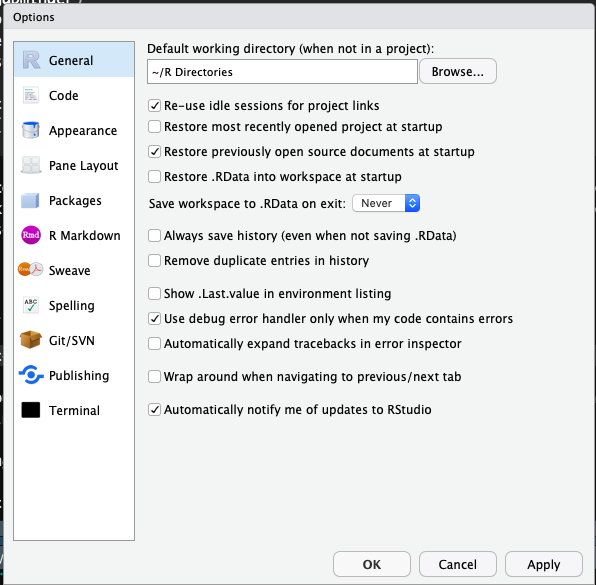 Options
General
Code
Appearance
Pane Layout
Packages
Rmd R Markdown
Sweave
ABC Spelling
Git/SVN
Publishing
Terminal
Default working directory (when not in a project):
~/R Directories Browse...
Re-use idle sessions for project links
Restore most recently opened project at startup
Restore previously open source documents at startup
Restore .RData into workspace at startup
Save workspace to .RData on exit: Never
Always save history (even when not saving .RData)
Remove duplicate entries in history
Show .Last.value in environment listing
Use debug error handler only when my code contains errors
Automatically expand tracebacks in error inspector
Wrap around when navigating to previous/next tab
Automatically notify me of updates to RStudio
OK Cancel Apply